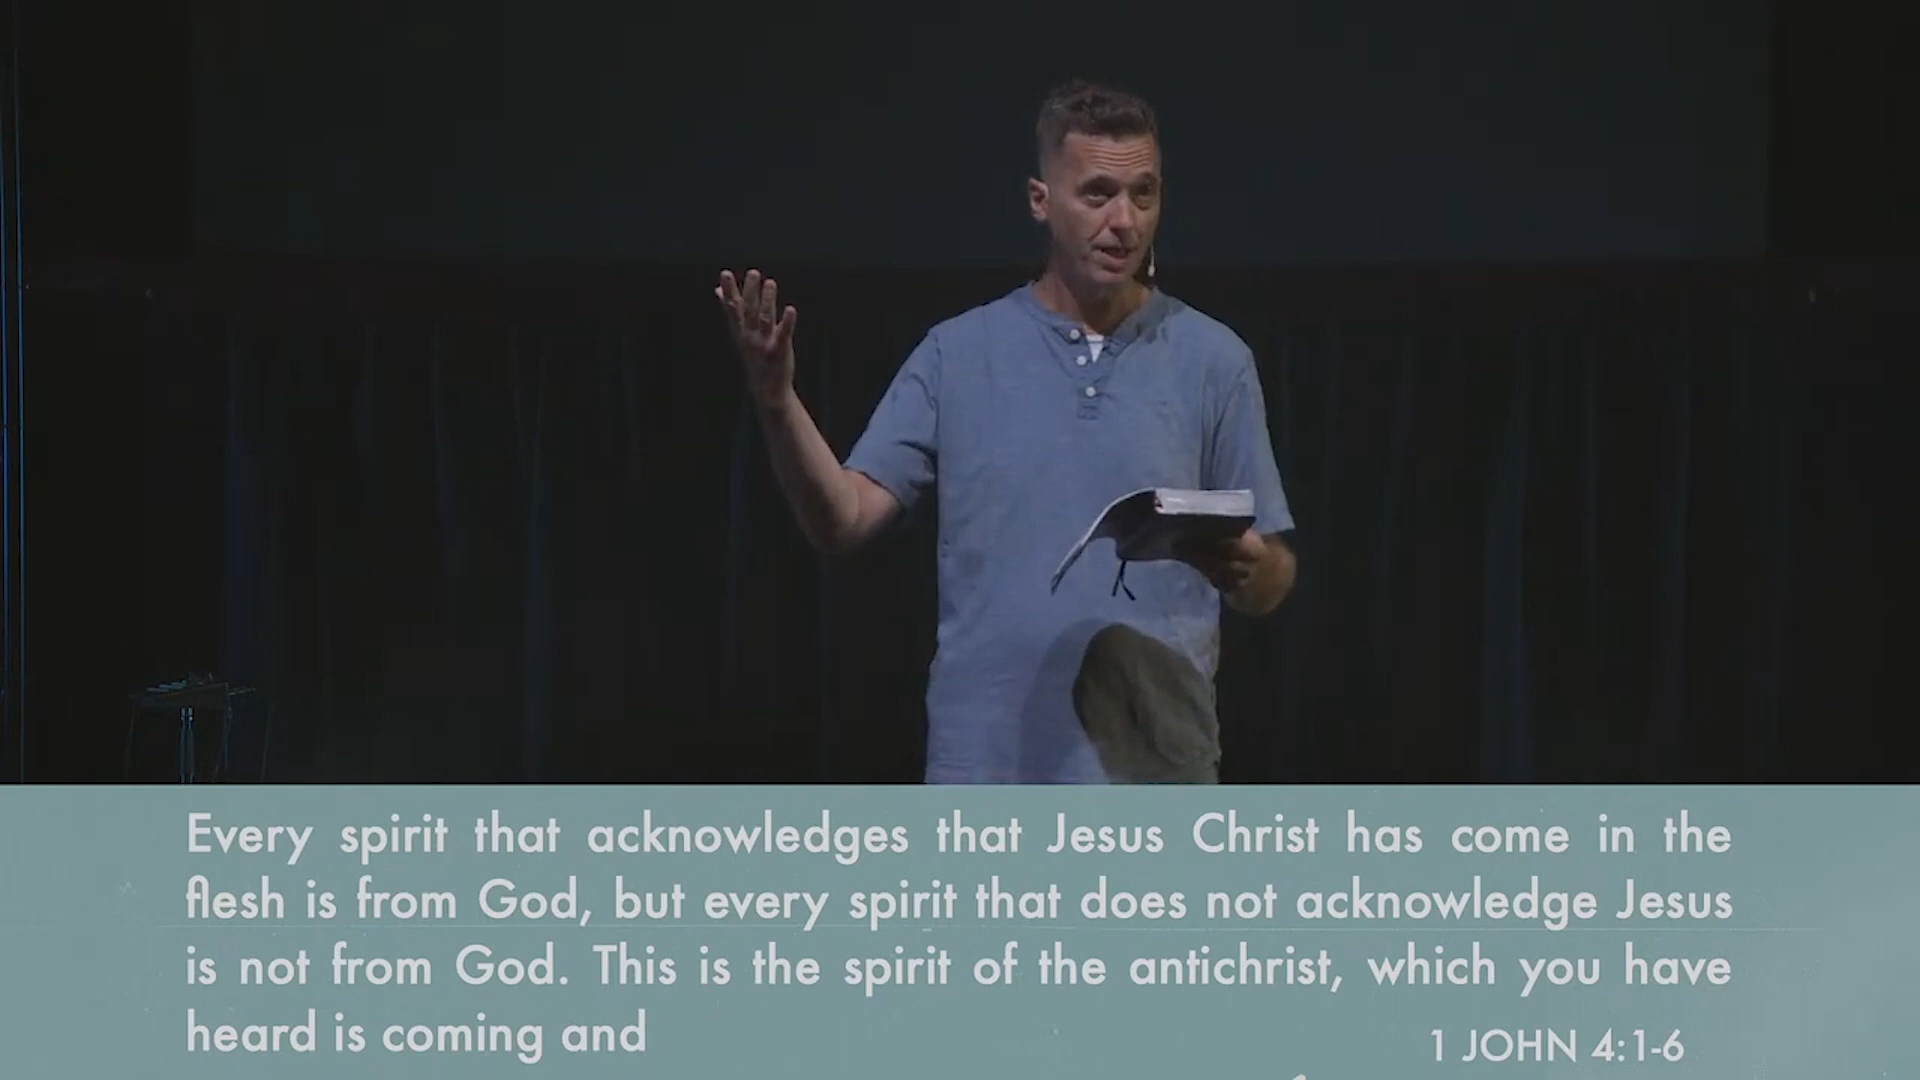 Every spirit that acknowledges that Jesus Christ has come in the
flesh is from God, but every spirit that does not acknowledge Jesus
is not from God. This is the spirit of the antichrist, which you have
heard is coming and
1 JOHN 4:1-6